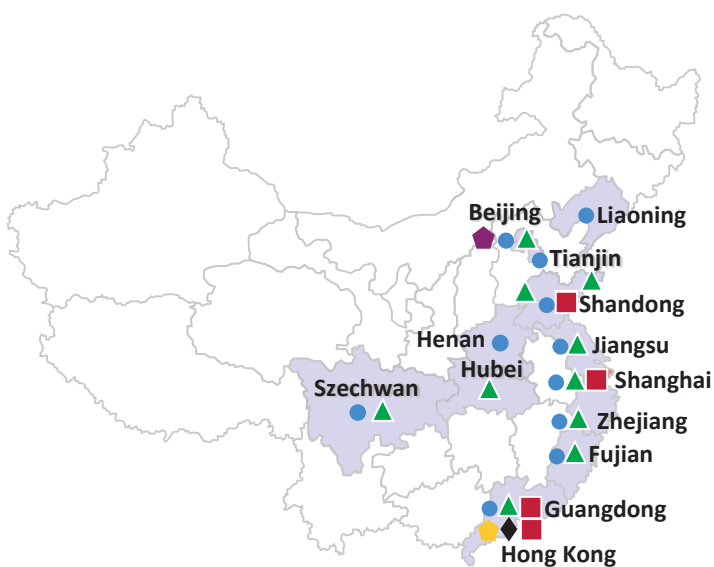 Beijing
Liaoning
Tianjin
Shandong
Henan
Jiangsu
Hubei
Shanghai
Szechwan
Zhejiang
Fujian
Guangdong
Hong Kong